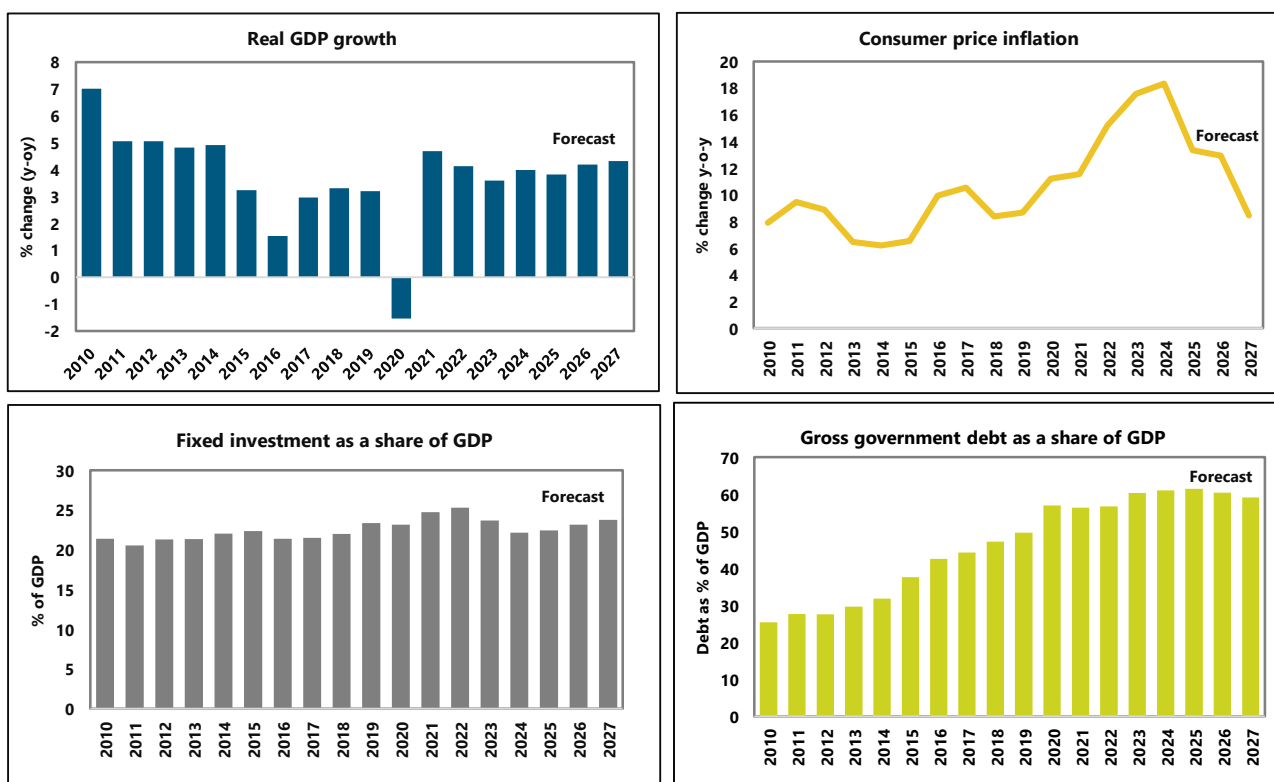 Real GDP growth
% change (y-oy)
8
7
6
5
4
3
2
1
0
-1
-2
Forecast
2010 2011 2012 2013 2014 2015 2016 2017 2018 2019 2020 2021 2022 2023 2024 2025 2026 2027
Consumer price inflation
% change y-o-y
20
18
16
14
12
10
8
6
4
2
0
Forecast
2010 2011 2012 2013 2014 2015 2016 2017 2018 2019 2020 2021 2022 2023 2024 2025 2026 2027
Fixed investment as a share of GDP
% of GDP
30
25
20
15
10
5
0
Forecast
2010 2011 2012 2013 2014 2015 2016 2017 2018 2019 2020 2021 2022 2023 2024 2025 2026 2027
Gross government debt as a share of GDP
Debt as % of GDP
70
60
50
40
30
20
10
0
Forecast
2010 2011 2012 2013 2014 2015 2016 2017 2018 2019 2020 2021 2022 2023 2024 2025 2026 2027